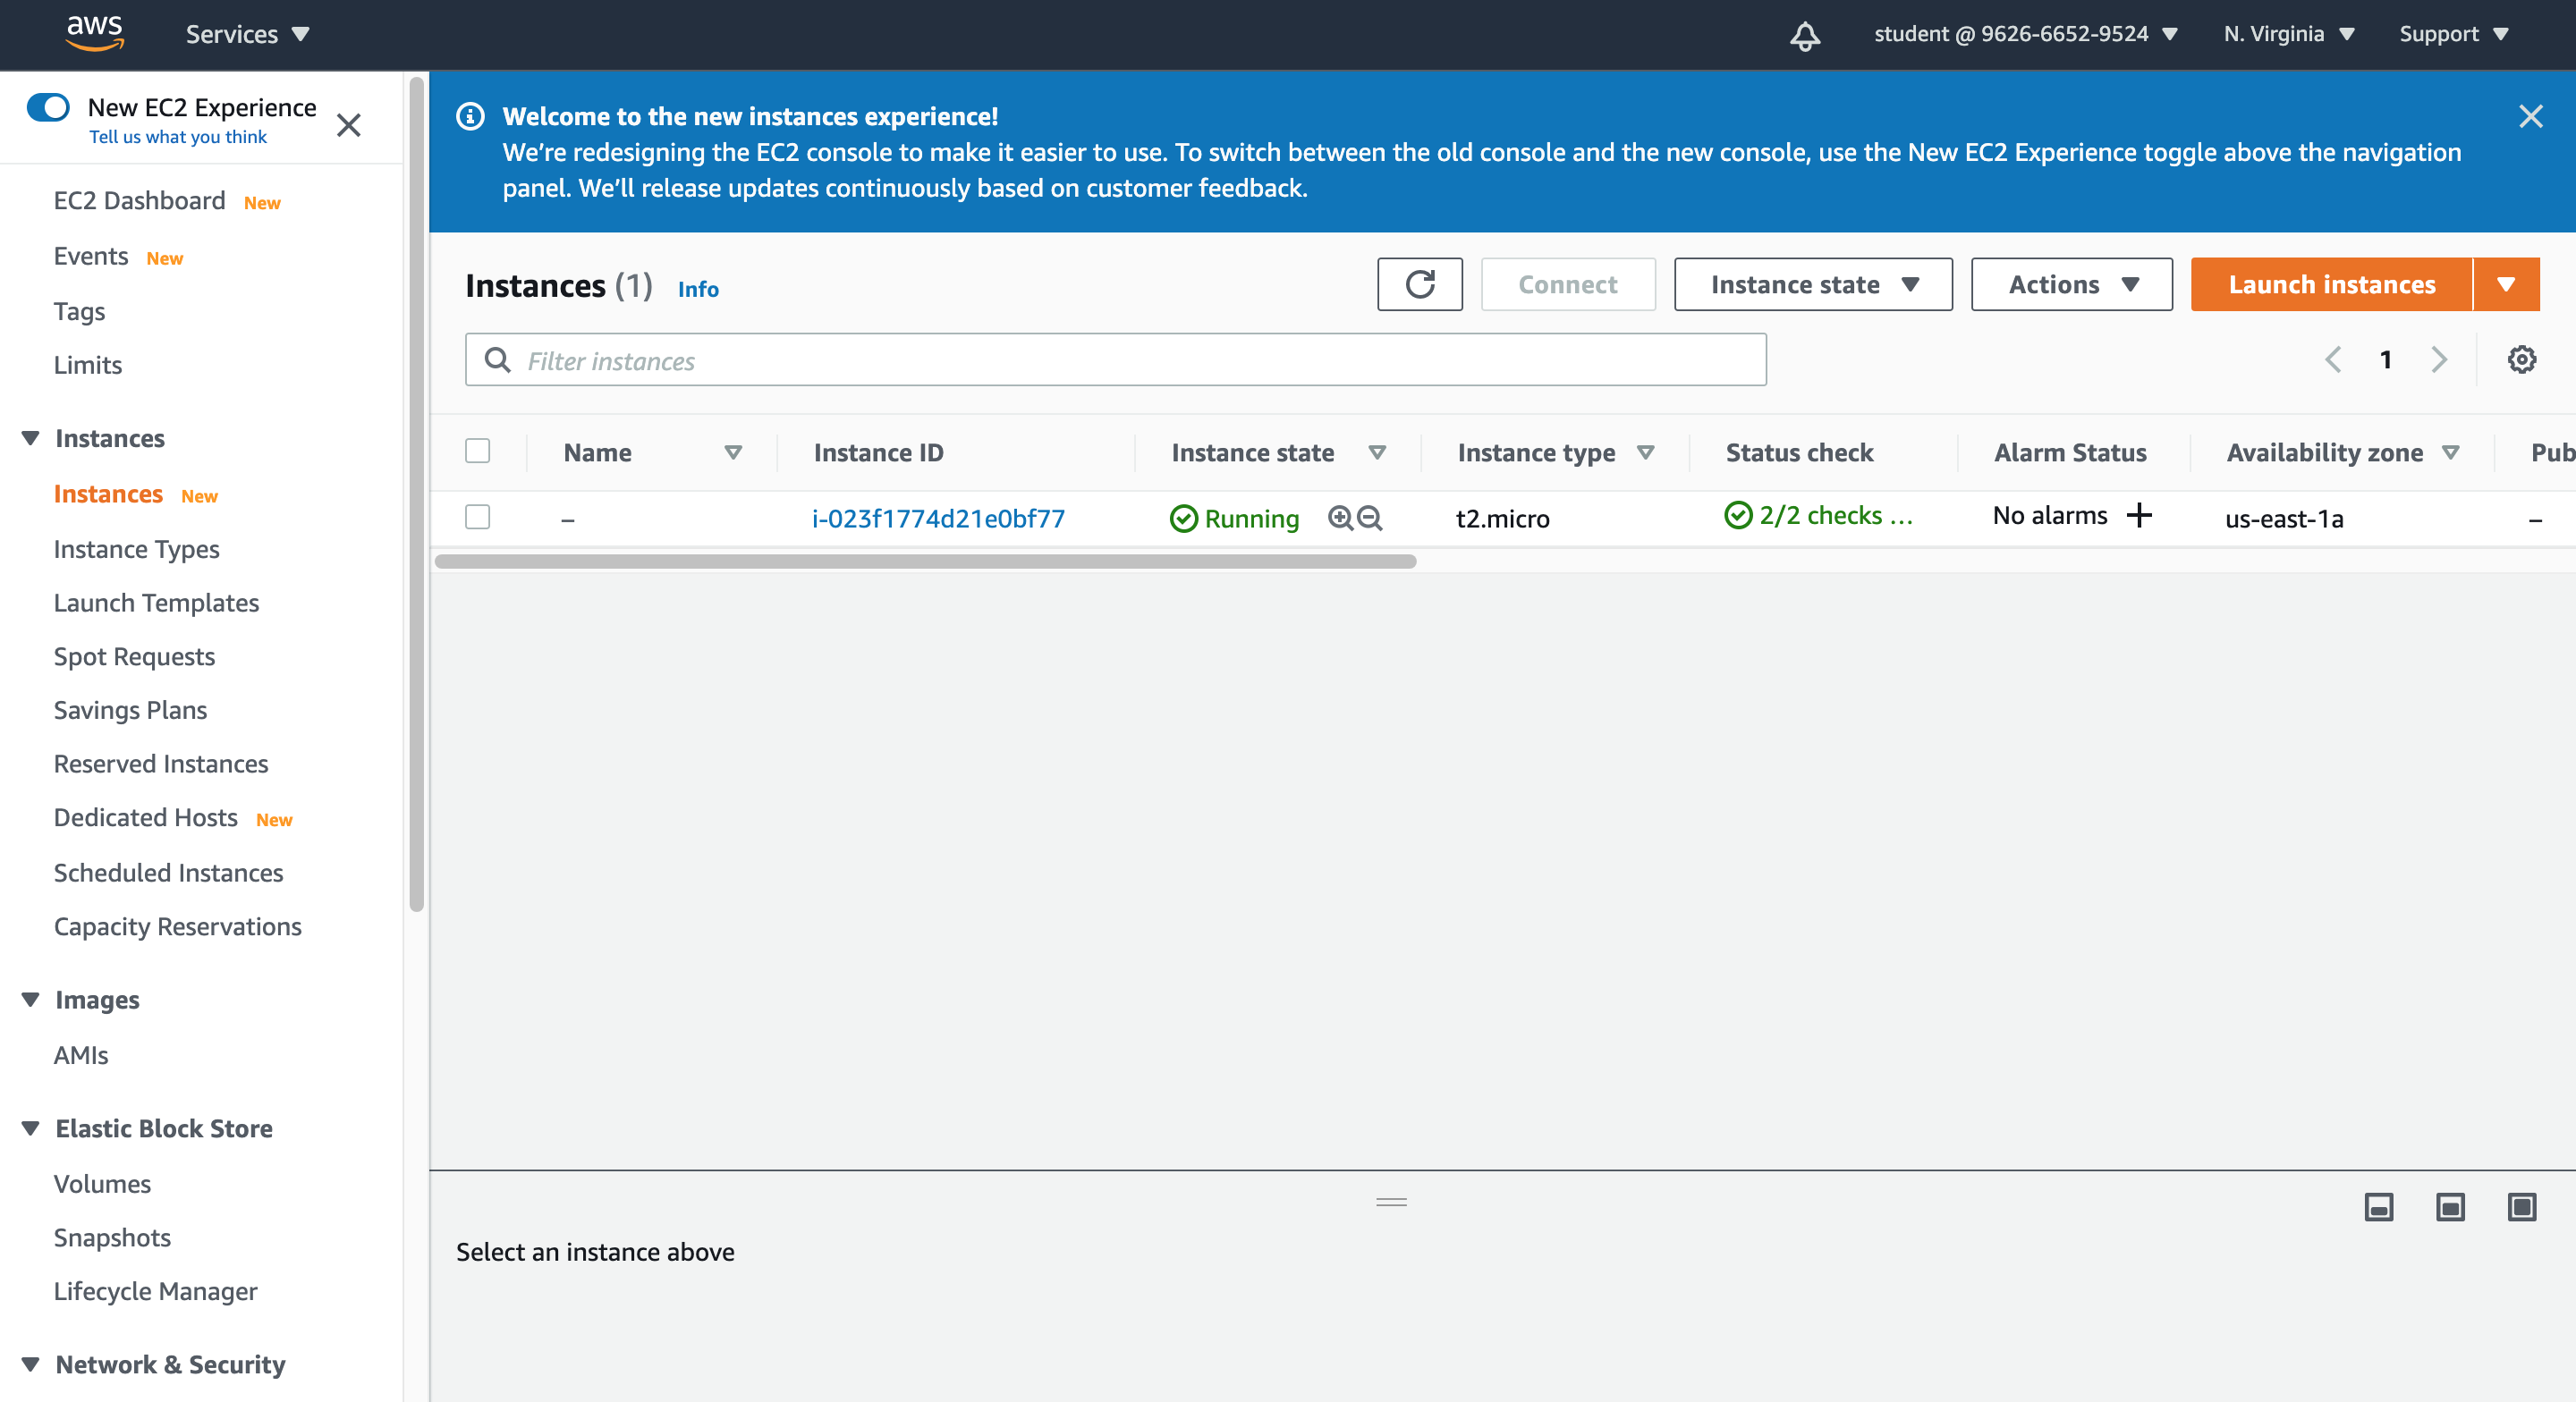 aws
Services
student @ 9626-6652-9524
N. Virginia
Support
New EC2 Experience
Tell us what you think
EC2 Dashboard New
Events New
Tags
Limits
Instances
Instances New
Instance Types
Launch Templates
Spot Requests
Savings Plans
Reserved Instances
Dedicated Hosts New
Scheduled Instances
Capacity Reservations
Images
AMIs
Elastic Block Store
Volumes
Snapshots
Lifecycle Manager
Network & Security
Welcome to the new instances experience!
We’re redesigning the EC2 console to make it easier to use. To switch between the old console and the new console, use the New EC2 Experience toggle above the navigation
panel. We’ll release updates continuously based on customer feedback.
Instances (1) Info
Connect
Instance state
Actions
Launch instances
Filter instances
1
Name Instance ID Instance state Instance type Status check Alarm Status Availability zone Pub
– i-023f1774d21e0bf77 Running t2.micro 2/2 checks ... No alarms + us-east-1a –
Select an instance above